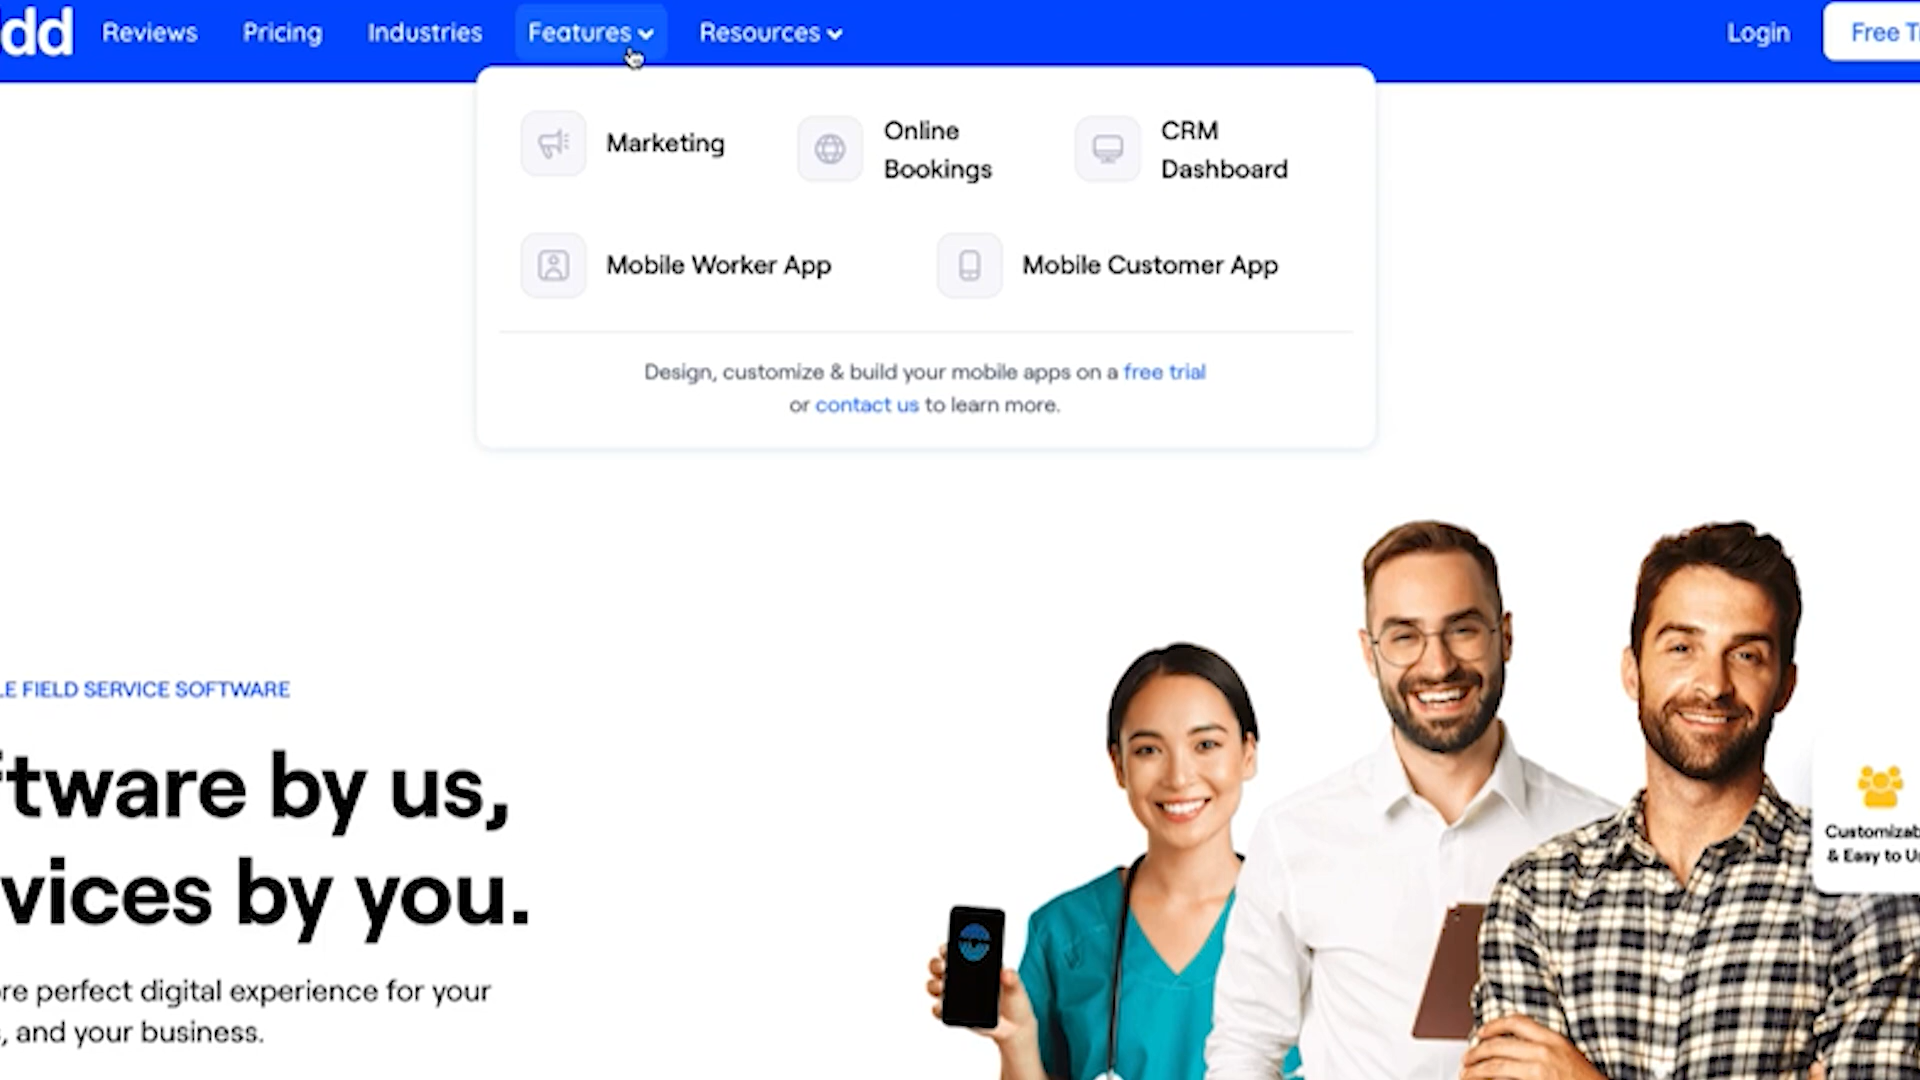 dd
Reviews
Pricing
Industries
Features
Resources
Login
Free
Marketing
Online
Bookings
CRM
Dashboard
Mobile Worker App
Mobile Customer App
Design, customize & build your mobile apps on a free trial
or contact us to learn more.
LE FIELD SERVICE SOFTWARE
ftware by us,
vices by you.
re perfect digital experience for your
, and your business.
Customizab
& Easy to U